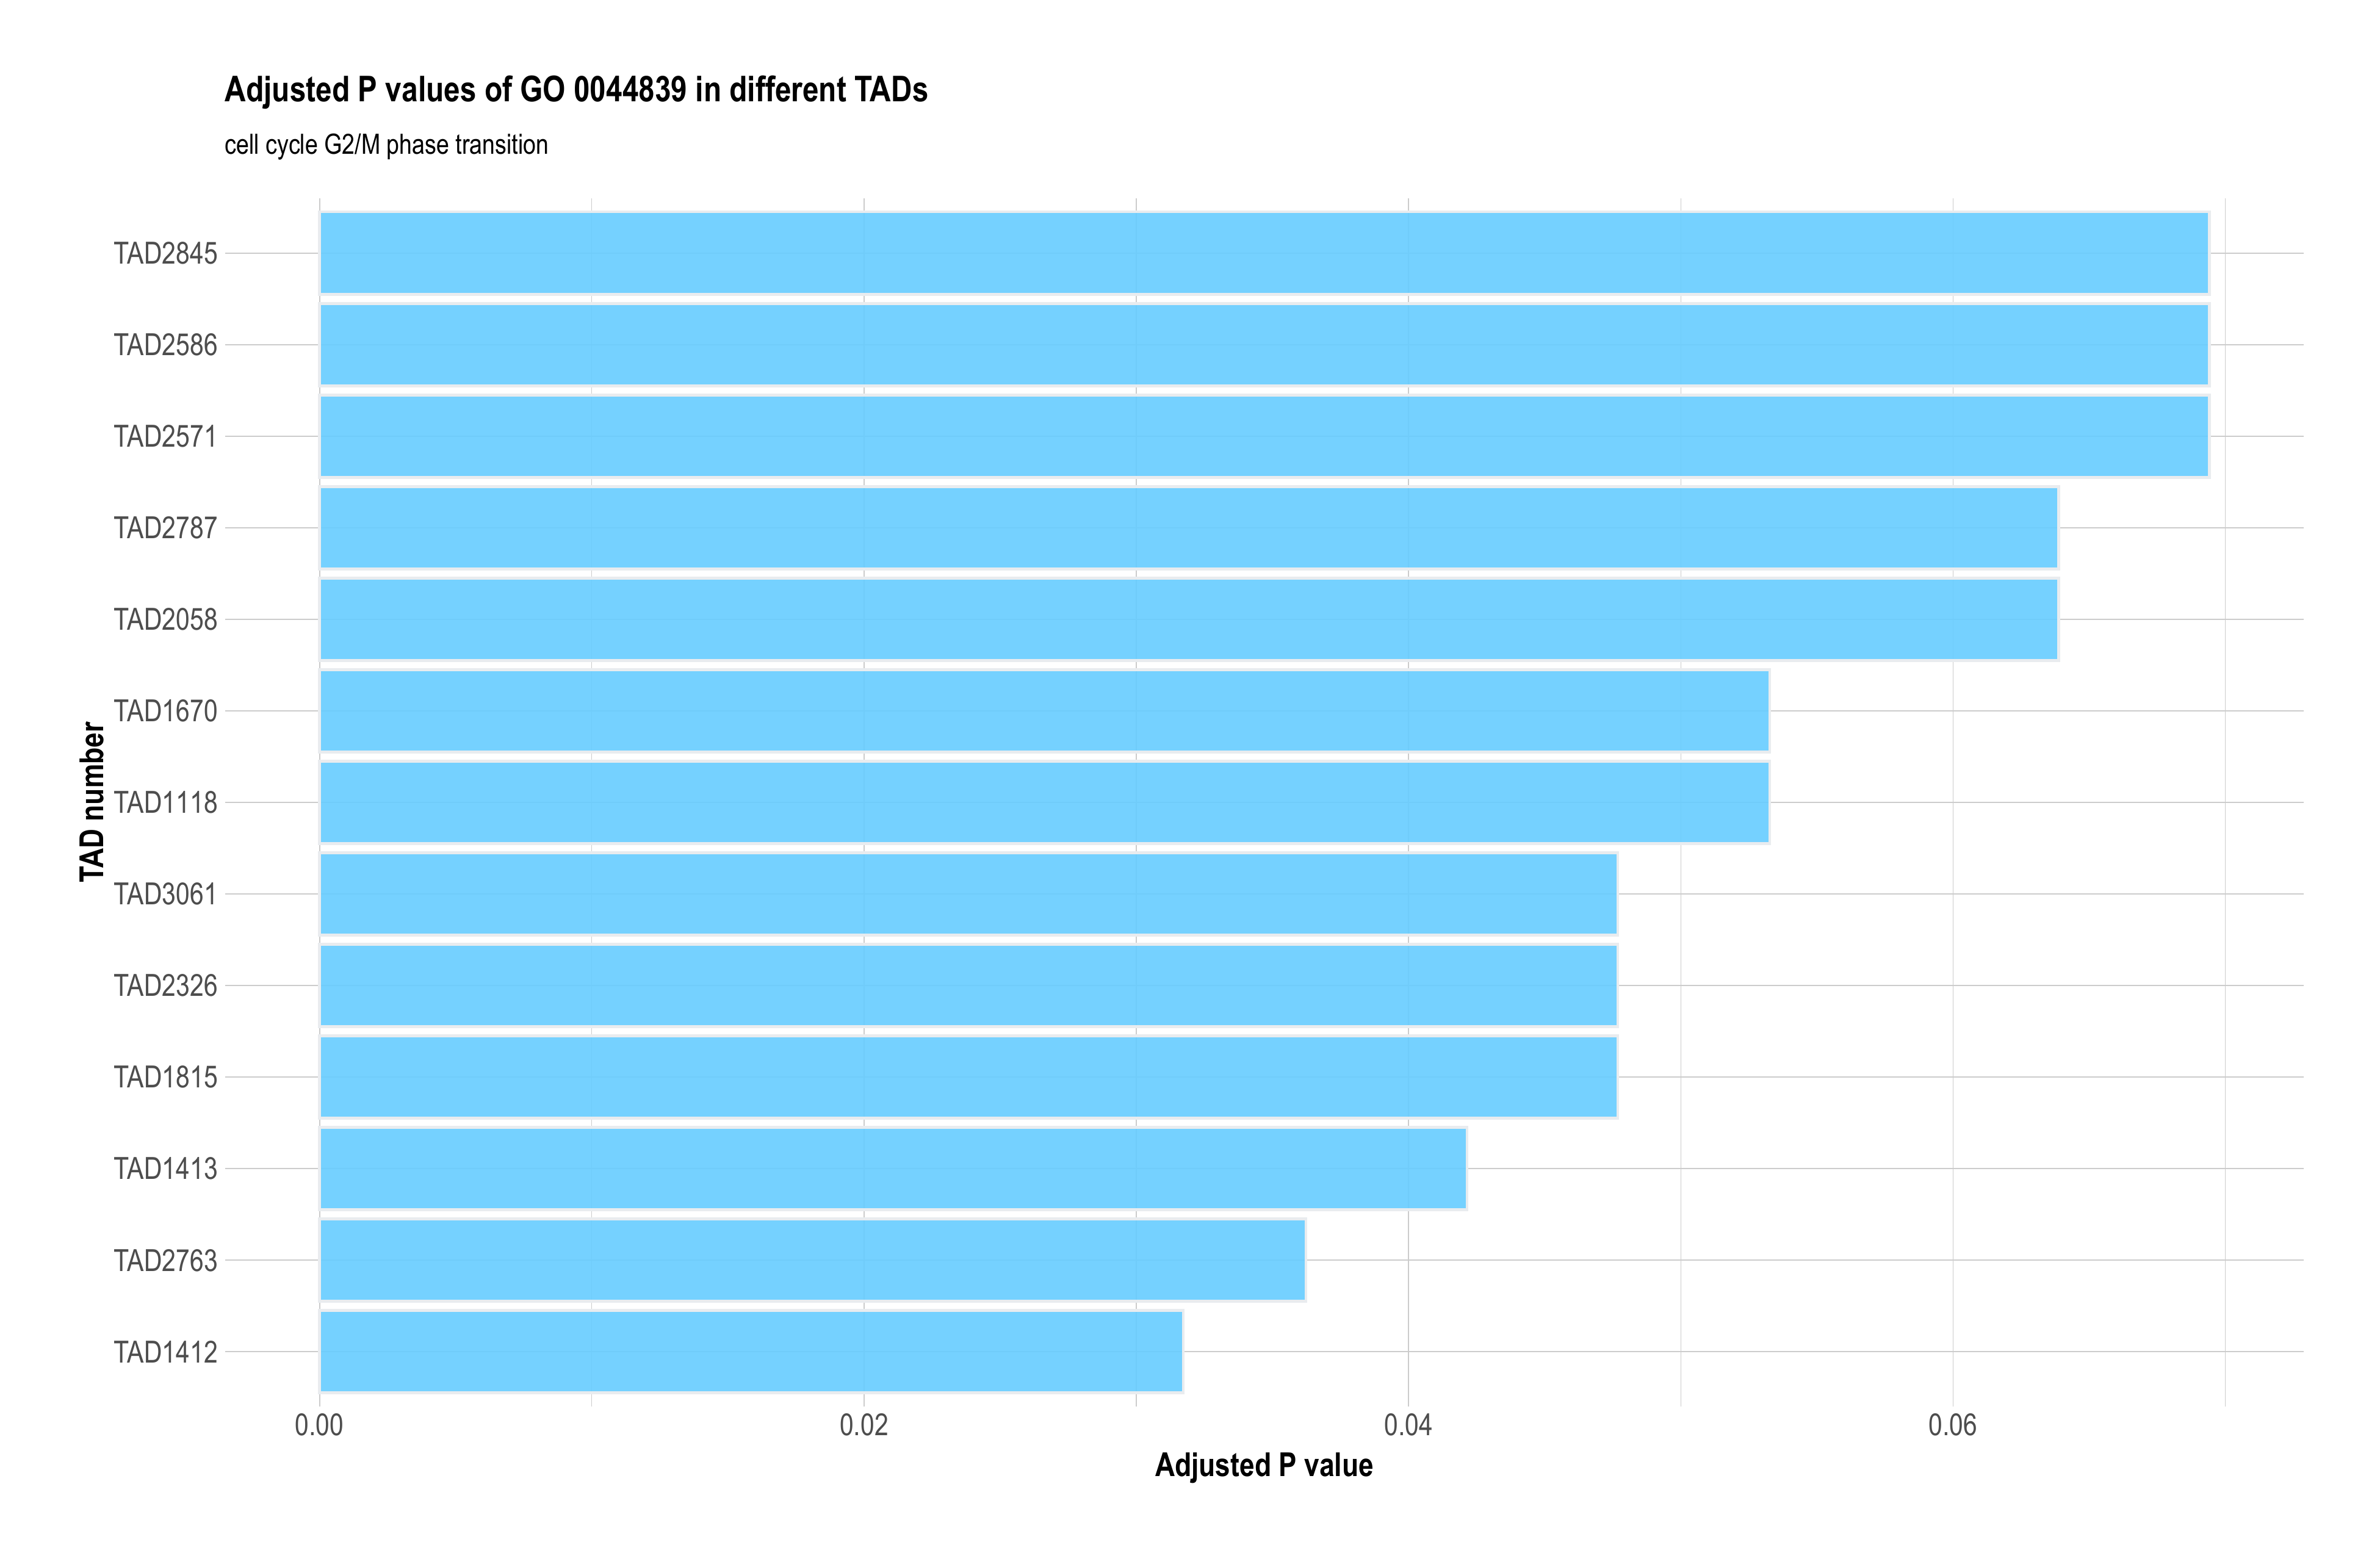 Adjusted P values of GO 0044839 in different TADs
cell cycle G2/M phase transition
TAD number
TAD2845
TAD2586
TAD2571
TAD2787
TAD2058
TAD1670
TAD1118
TAD3061
TAD2326
TAD1815
TAD1413
TAD2763
TAD1412
0.00 0.02 0.04 0.06
Adjusted P value